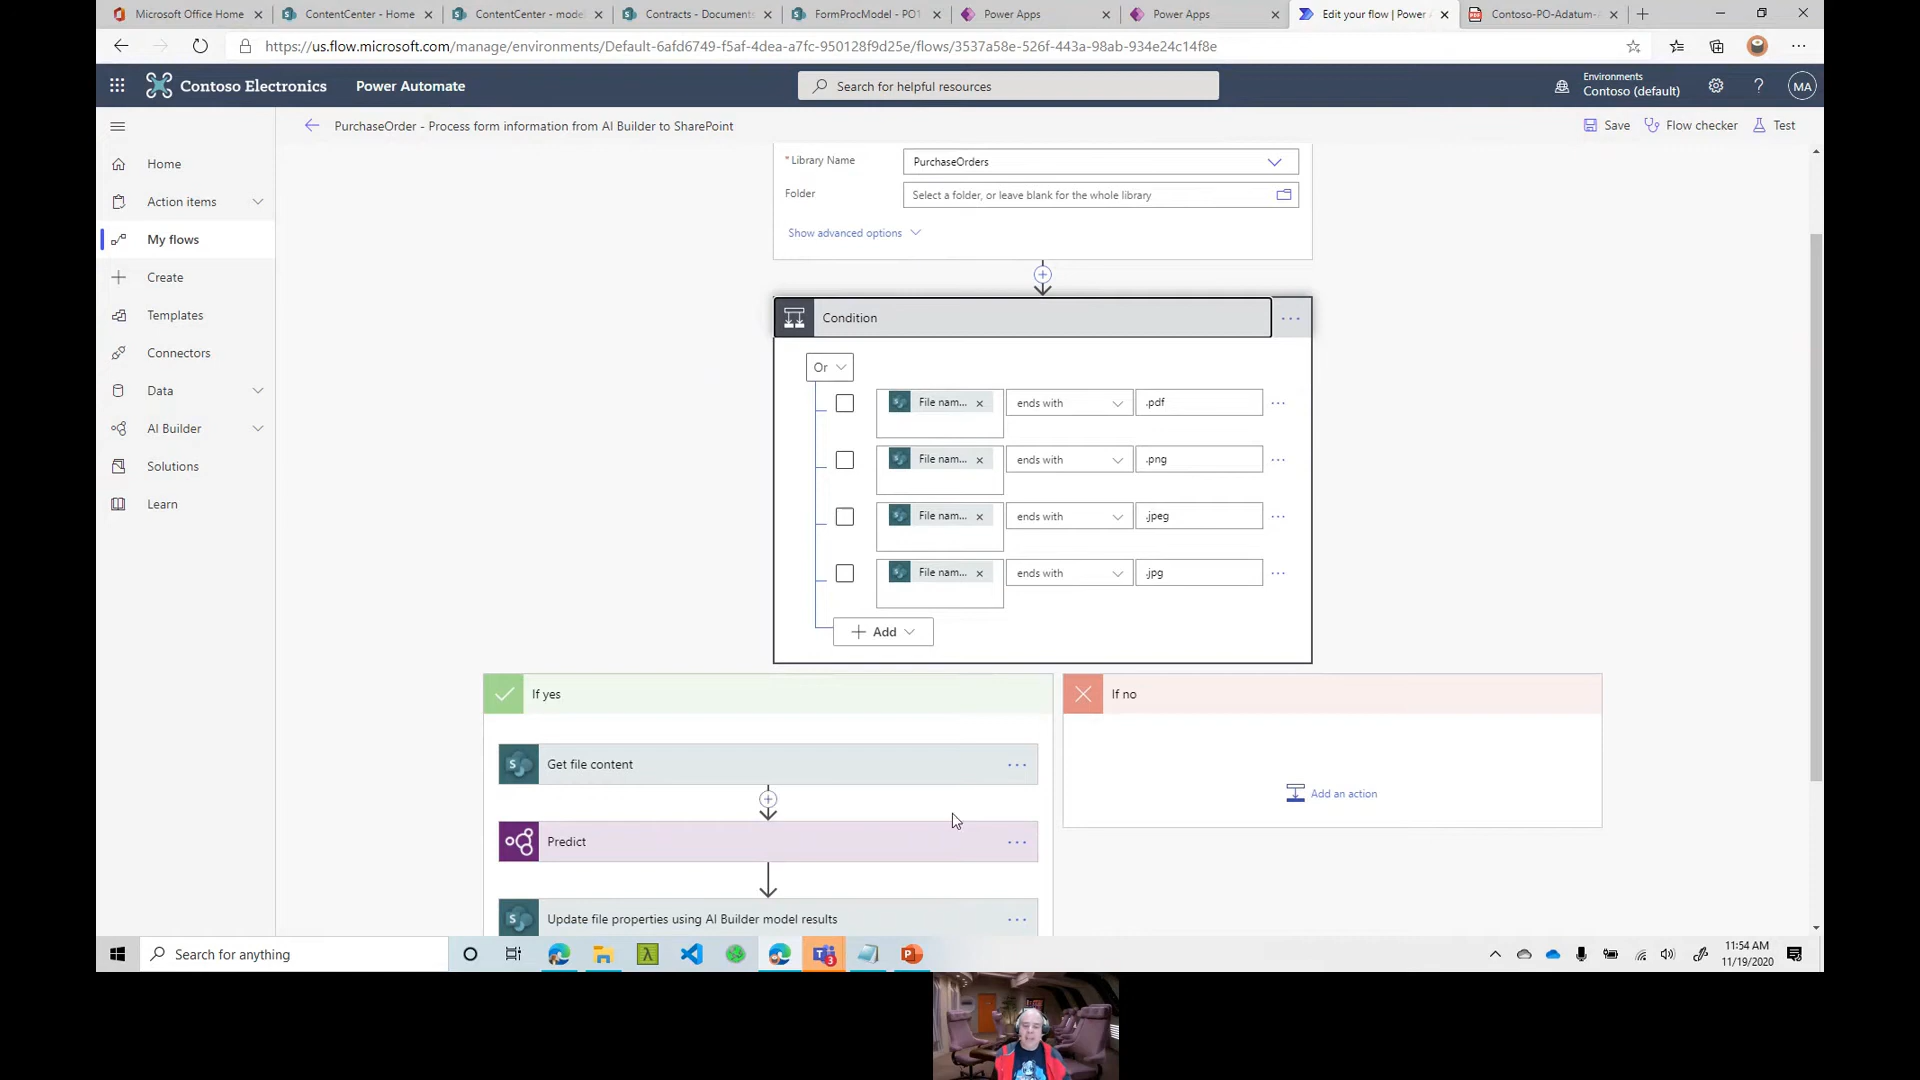 Microsoft Office Home
ContentCenter - Home
ContentCenter - mode
Contracts - Documents
FormProcModel - PO1
Power Apps
Power Apps
Edit your flow | Power
Contoso-PO-Adatum-
https://us.flow.microsoft.com/manage/environments/Default-6afd6749-f5af-4dea-a7fc-950128f9d25e/flows/3537a58e-526f-443a-98ab-934e24c14f8e
Contoso Electronics
Power Automate
Search for helpful resources
Environments
Contoso (default)
?
MA
PurchaseOrder - Process form information from AI Builder to SharePoint
Save
Flow checker
Test
Home
Action items
My flows
Create
Templates
Connectors
Data
AI Builder
Solutions
Learn
* Library Name
PurchaseOrders
Folder
Select a folder, or leave blank for the whole library
Show advanced options
Condition
Or
File nam...
ends with
.pdf
File nam...
ends with
.png
File nam...
ends with
.jpeg
File nam...
ends with
.jpg
Add
If yes
If no
Get file content
Add an action
Predict
Update file properties using AI Builder model results
Search for anything
3
11:54 AM
11/19/2020